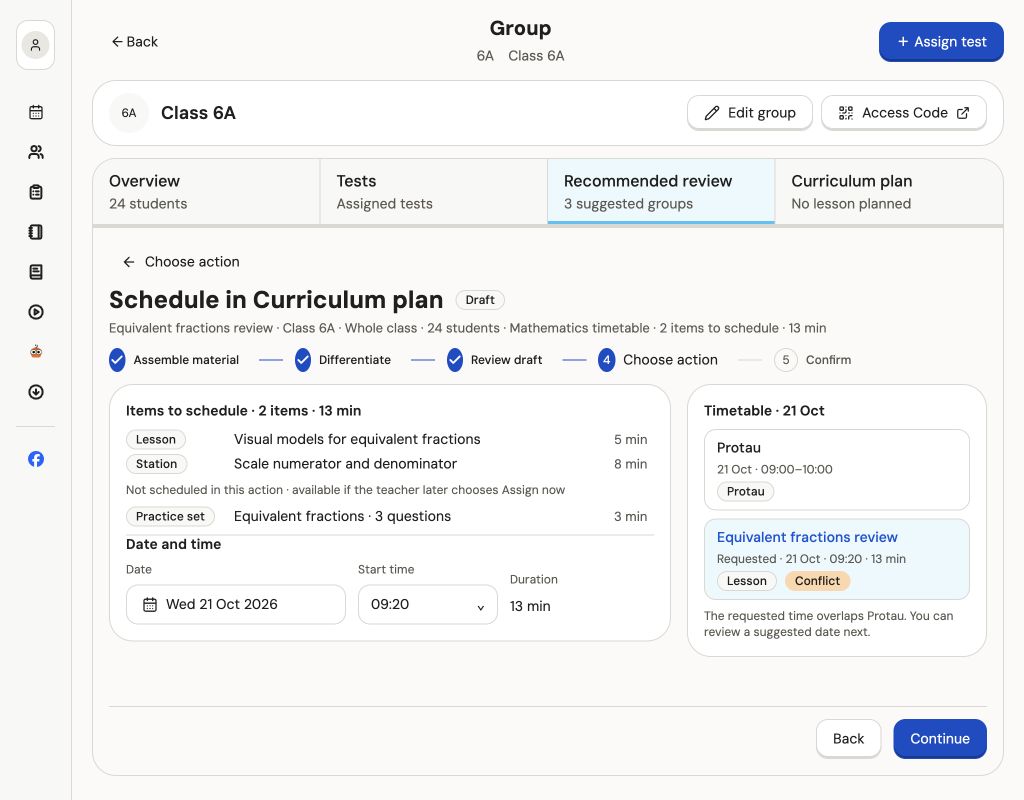 Back
Group
6A Class 6A
+ Assign test
6A Class 6A
Edit group
Access Code
Overview
24 students
Tests
Assigned tests
Recommended review
3 suggested groups
Curriculum plan
No lesson planned
Choose action
Schedule in Curriculum plan Draft
Equivalent fractions review · Class 6A · Whole class · 24 students · Mathematics timetable · 2 items to schedule · 13 min
Assemble material Differentiate Review draft 4 Choose action 5 Confirm
Items to schedule · 2 items · 13 min
Lesson Visual models for equivalent fractions 5 min
Station Scale numerator and denominator 8 min
Not scheduled in this action · available if the teacher later chooses Assign now
Practice set Equivalent fractions · 3 questions 3 min
Date and time
Date
Wed 21 Oct 2026
Start time
09:20
Duration
13 min
Timetable · 21 Oct
Protau
21 Oct · 09:00–10:00
Protau
Equivalent fractions review
Requested · 21 Oct · 09:20 · 13 min
Lesson Conflict
The requested time overlaps Protau. You can
review a suggested date next.
Back
Continue